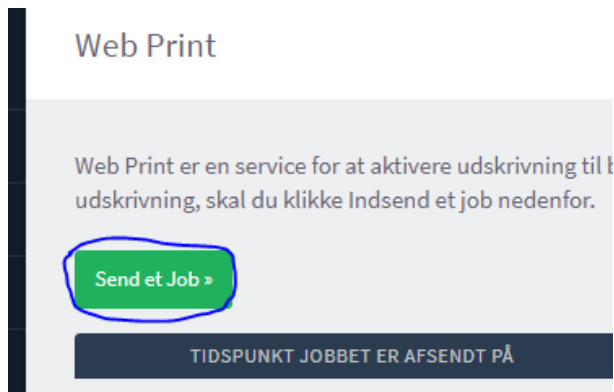 Web Print
Web Print er en service for at aktivere udskrivning til
udskrivning, skal du klikke Indsend et job nedenfor.
Send et Job »
TIDSPUNKT JOBBET ER AFSENDT PÅ